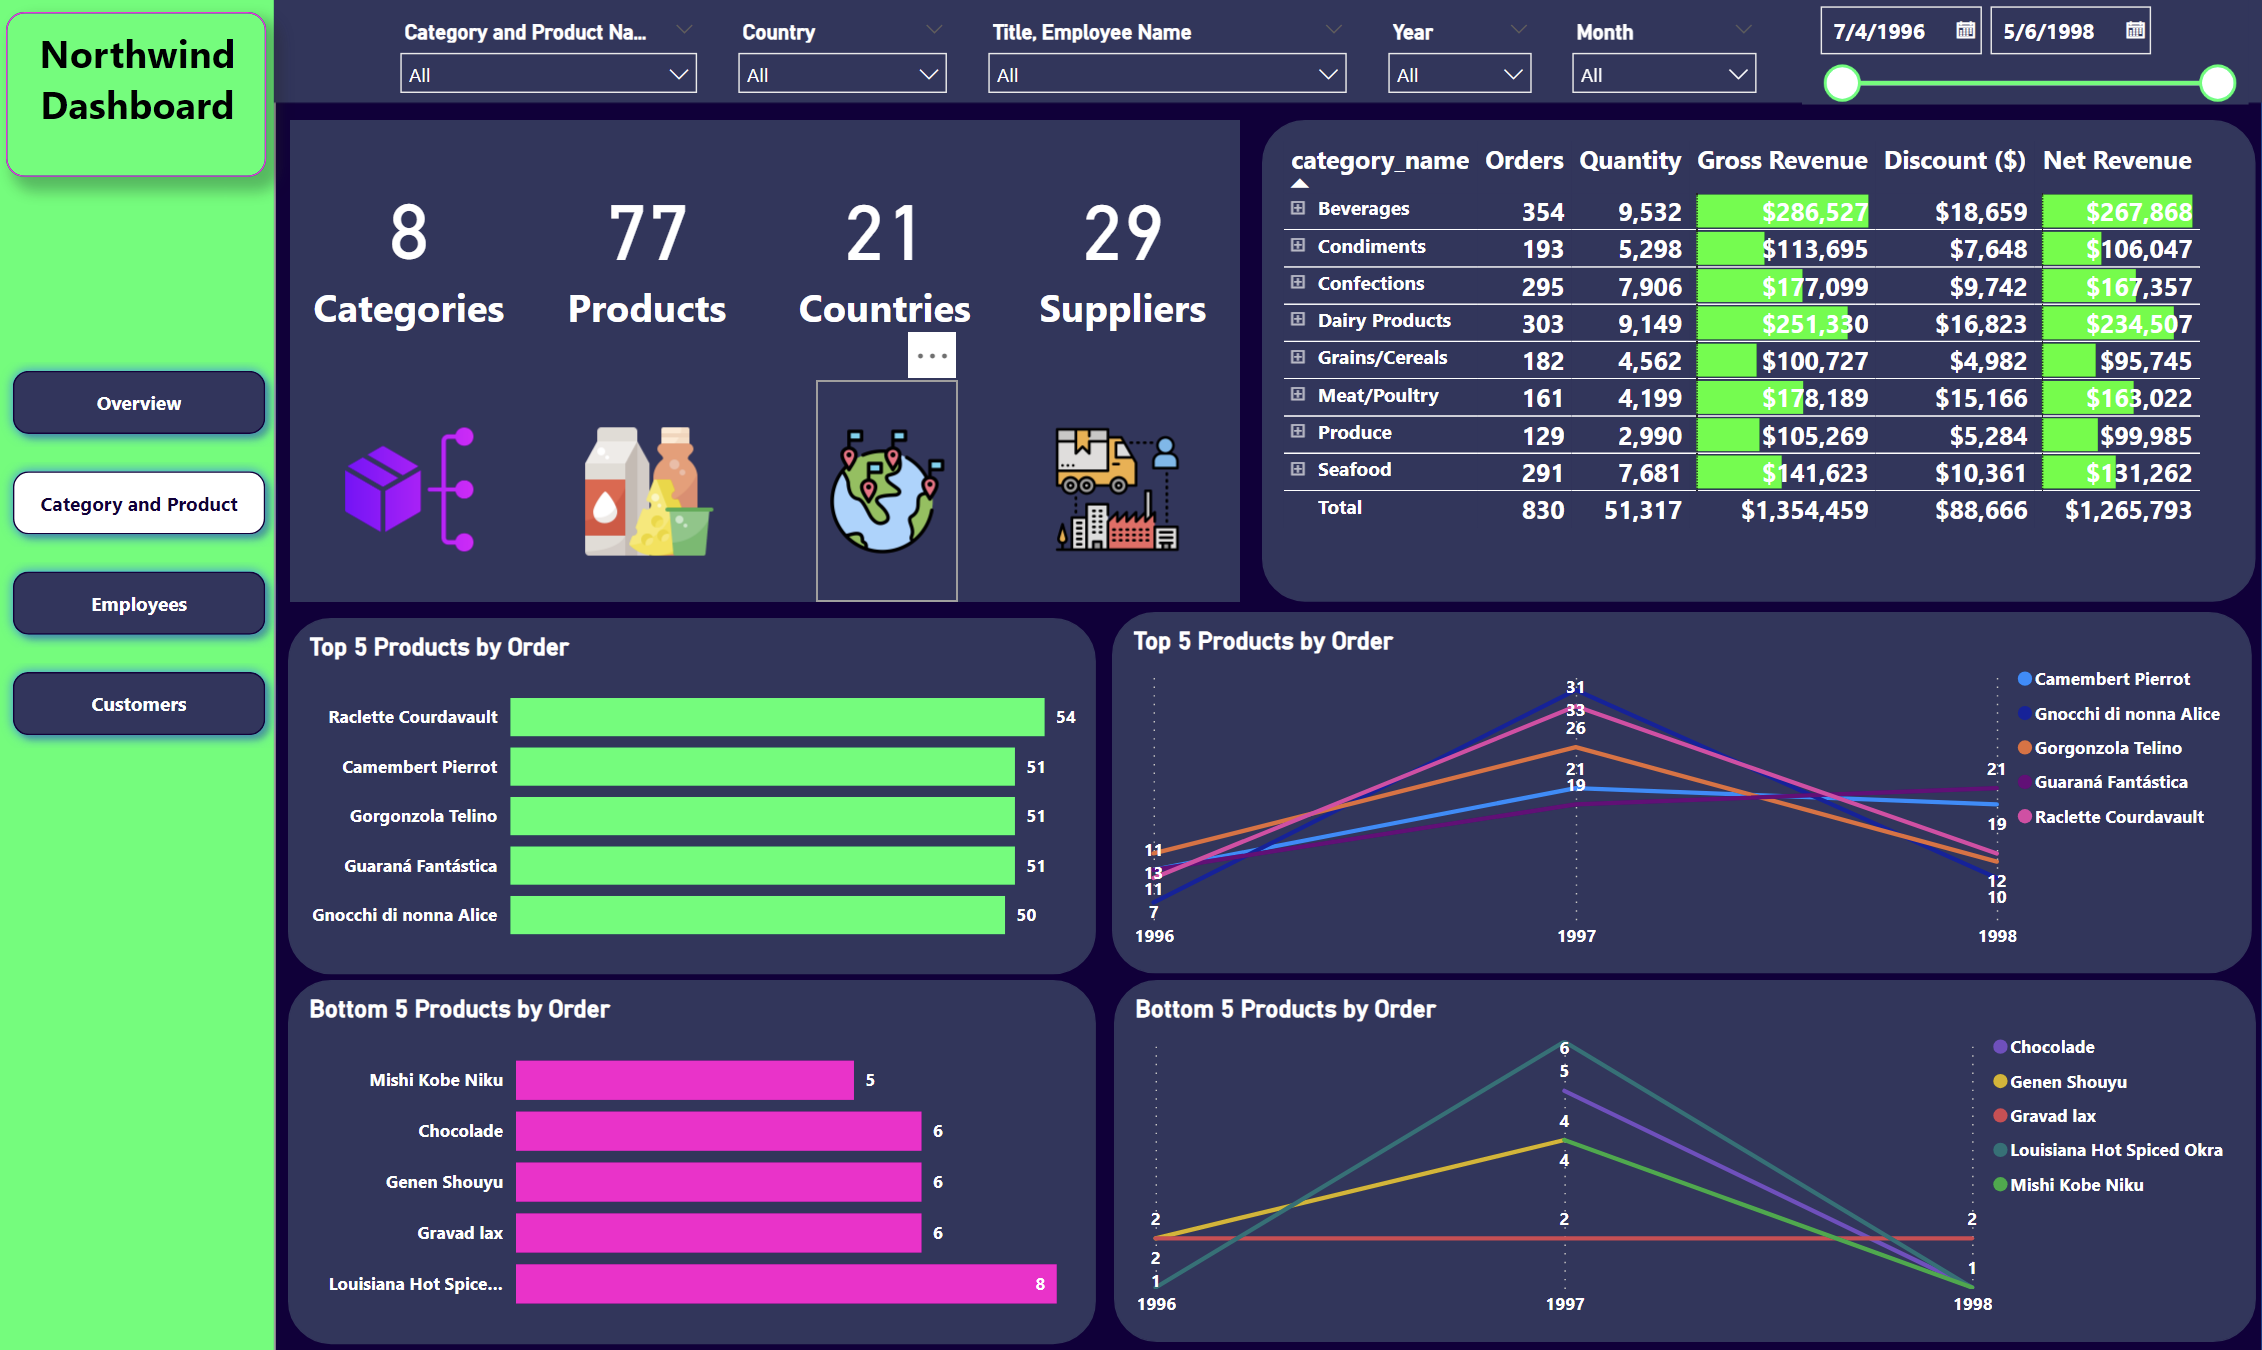 Northwind
Dashboard
Category and Product Na...
Country
Title, Employee Name
Year
Month
7/4/1996
5/6/1998
All
All
All
All
All
Overview
Category and Product
Employees
Customers
8
77
21
29
Categories
Products
Countries
Suppliers
...
category_name Orders Quantity Gross Revenue Discount ($) Net Revenue
Beverages 354 9,532 $286,527 $18,659 $267,868
Condiments 193 5,298 $113,695 $7,648 $106,047
Confections 295 7,906 $177,099 $9,742 $167,357
Dairy Products 303 9,149 $251,330 $16,823 $234,507
Grains/Cereals 182 4,562 $100,727 $4,982 $95,745
Meat/Poultry 161 4,199 $178,189 $15,166 $163,022
Produce 129 2,990 $105,269 $5,284 $99,985
Seafood 291 7,681 $141,623 $10,361 $131,262
Total 830 51,317 $1,354,459 $88,666 $1,265,793
Top 5 Products by Order
Raclette Courdavault 54
Camembert Pierrot 51
Gorgonzola Telino 51
Guaraná Fantástica 51
Gnocchi di nonna Alice 50
Top 5 Products by Order
31
33
26
21
19
11
13
11
7
21
19
12
10
1996
1997
1998
Camembert Pierrot
Gnocchi di nonna Alice
Gorgonzola Telino
Guaraná Fantástica
Raclette Courdavault
Bottom 5 Products by Order
Mishi Kobe Niku 5
Chocolade 6
Genen Shouyu 6
Gravad lax 6
Louisiana Hot Spice... 8
Bottom 5 Products by Order
6
5
4
4
2
2
2
1
2
1
1996
1997
1998
Chocolade
Genen Shouyu
Gravad lax
Louisiana Hot Spiced Okra
Mishi Kobe Niku